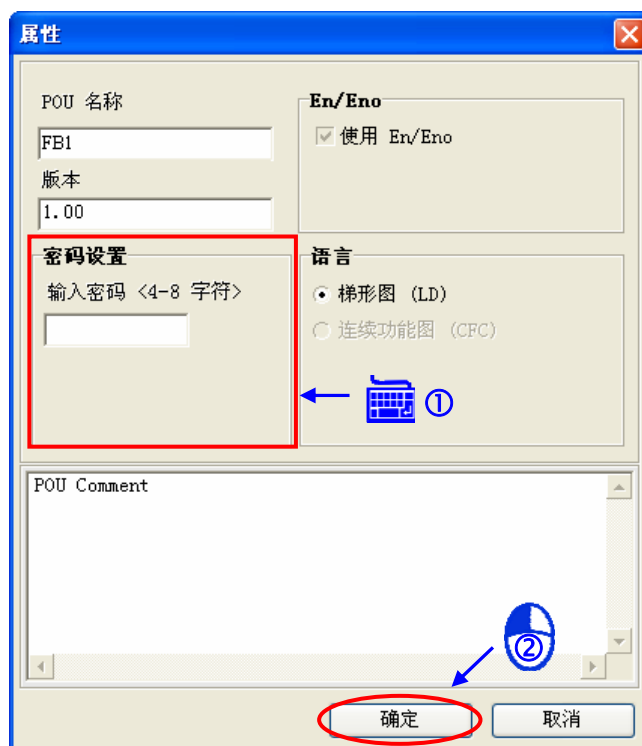 属性
POU 名称
FB1
版本
1.00
En/Eno
使用 En/Eno
密码设置
输入密码 <4-8 字符>
语言
梯形图 (LD)
连续功能图 (CFC)
①
POU Comment
②
确定
取消